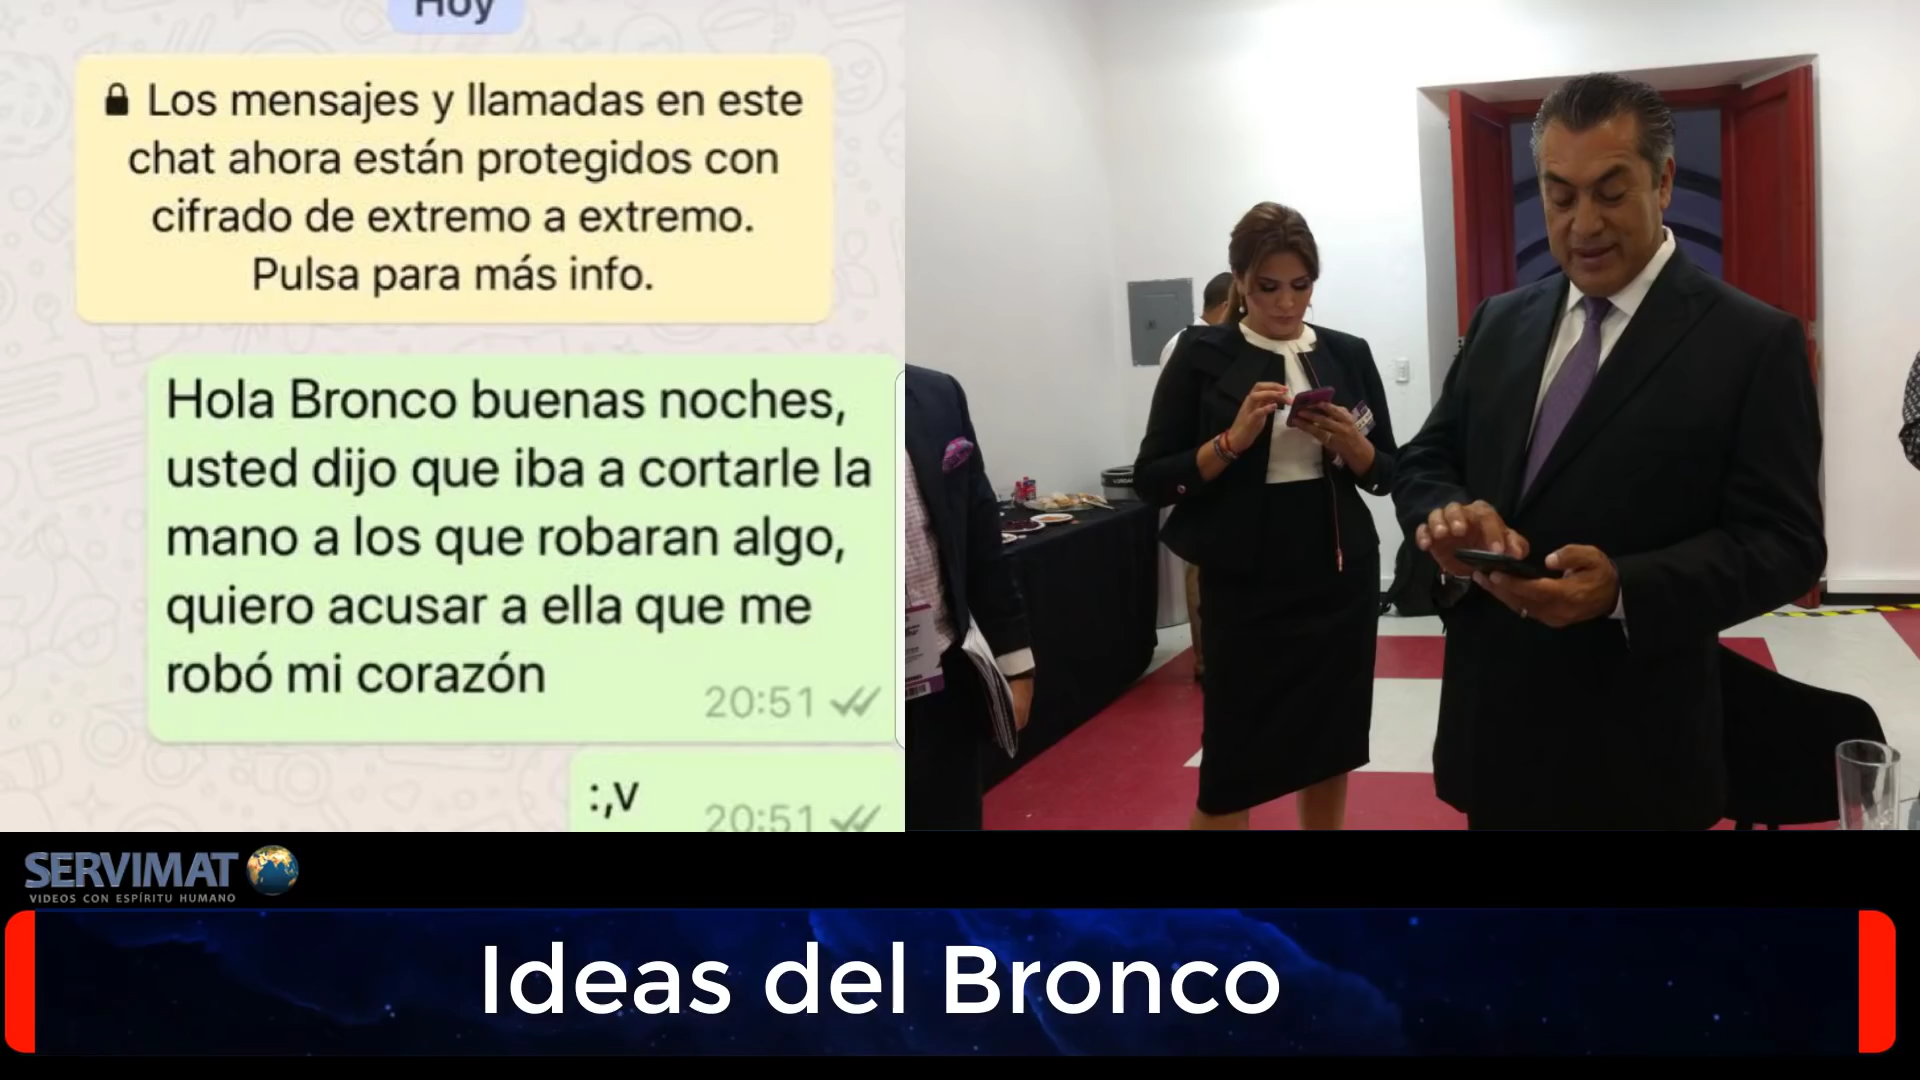 Hoy
Los mensajes y llamadas en este
chat ahora están protegidos con
cifrado de extremo a extremo.
Pulsa para más info.
Hola Bronco buenas noches,
usted dijo que iba a cortarle la
mano a los que robaran algo,
quiero acusar a ella que me
robó mi corazón
20:51
:,v
20:51
SERVIMAT
VIDEOS CON ESPÍRITU HUMANO
Ideas del Bronco